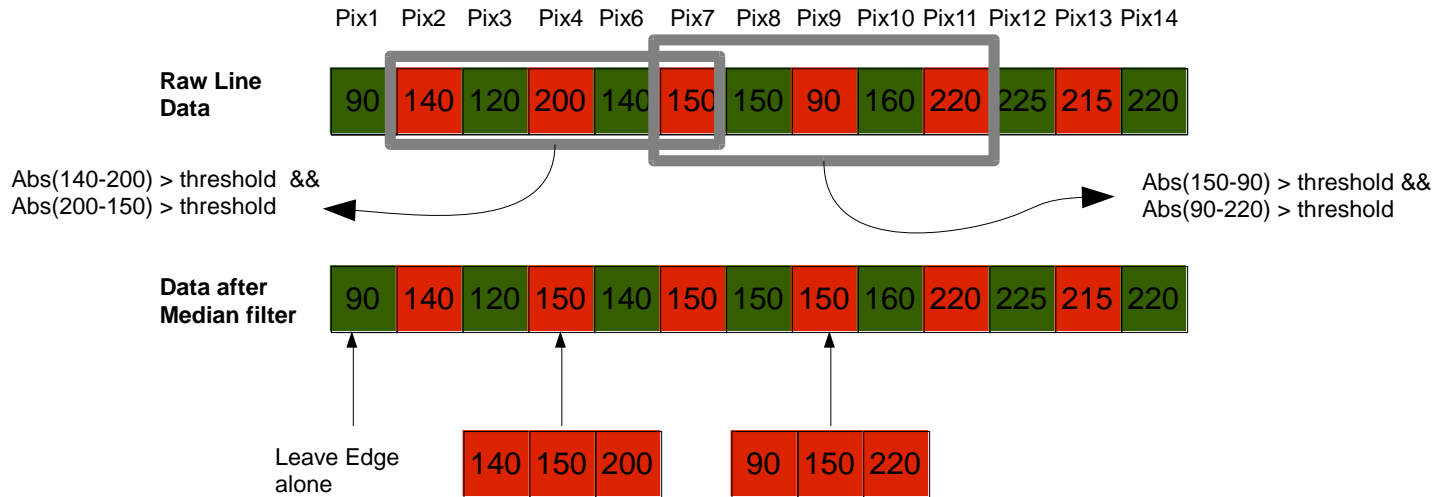 Pix1 Pix2 Pix3 Pix4 Pix6 Pix7 Pix8 Pix9 Pix10 Pix11 Pix12 Pix13 Pix14
Raw Line
Data
90 140 120 200 140 150 150 90 160 220 225 215 220
Abs(140-200) > threshold &&
Abs(200-150) > threshold
Abs(150-90) > threshold &&
Abs(90-220) > threshold
Data after
Median filter
90 140 120 150 140 150 150 150 160 220 225 215 220
Leave Edge
alone
140 150 200
90 150 220